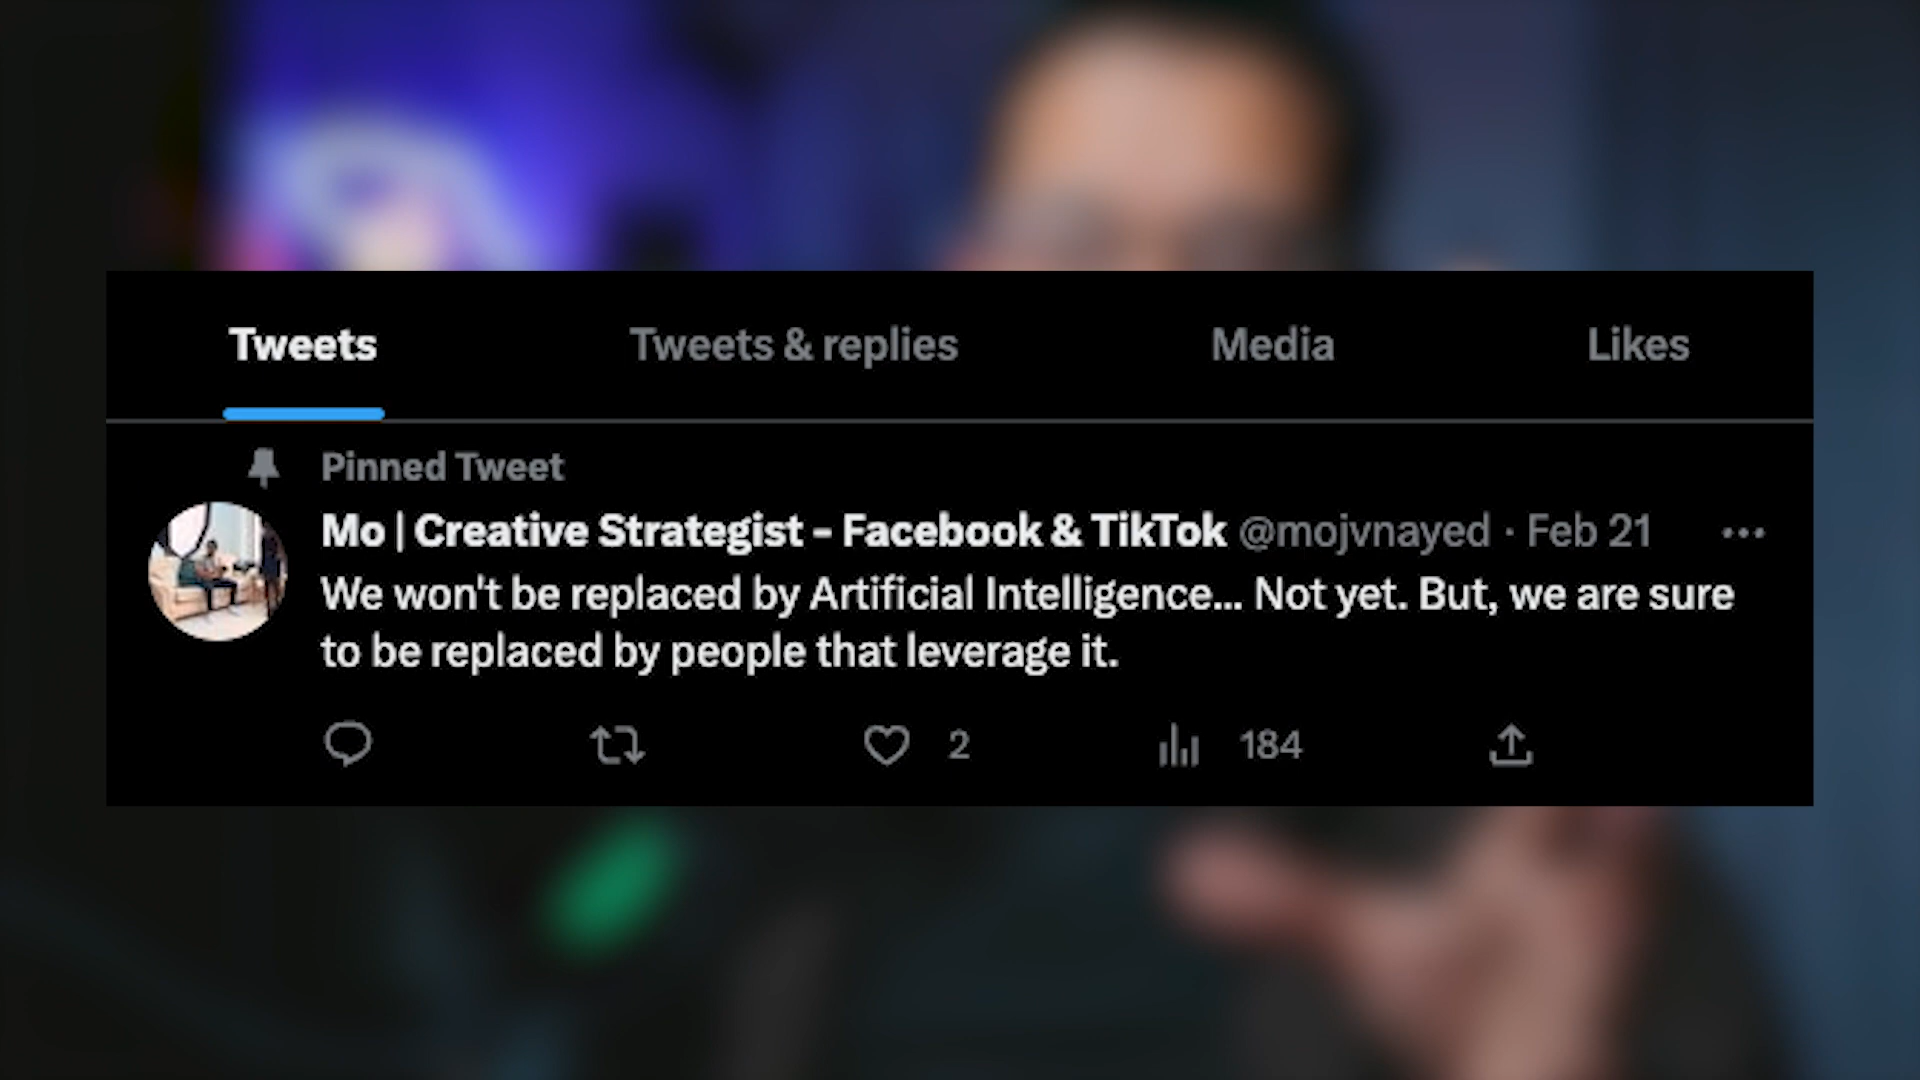 Tweets Tweets & replies Media Likes
Pinned Tweet
Mo | Creative Strategist - Facebook & TikTok @mojvnayed · Feb 21
We won't be replaced by Artificial Intelligence... Not yet. But, we are sure
to be replaced by people that leverage it.
2 184